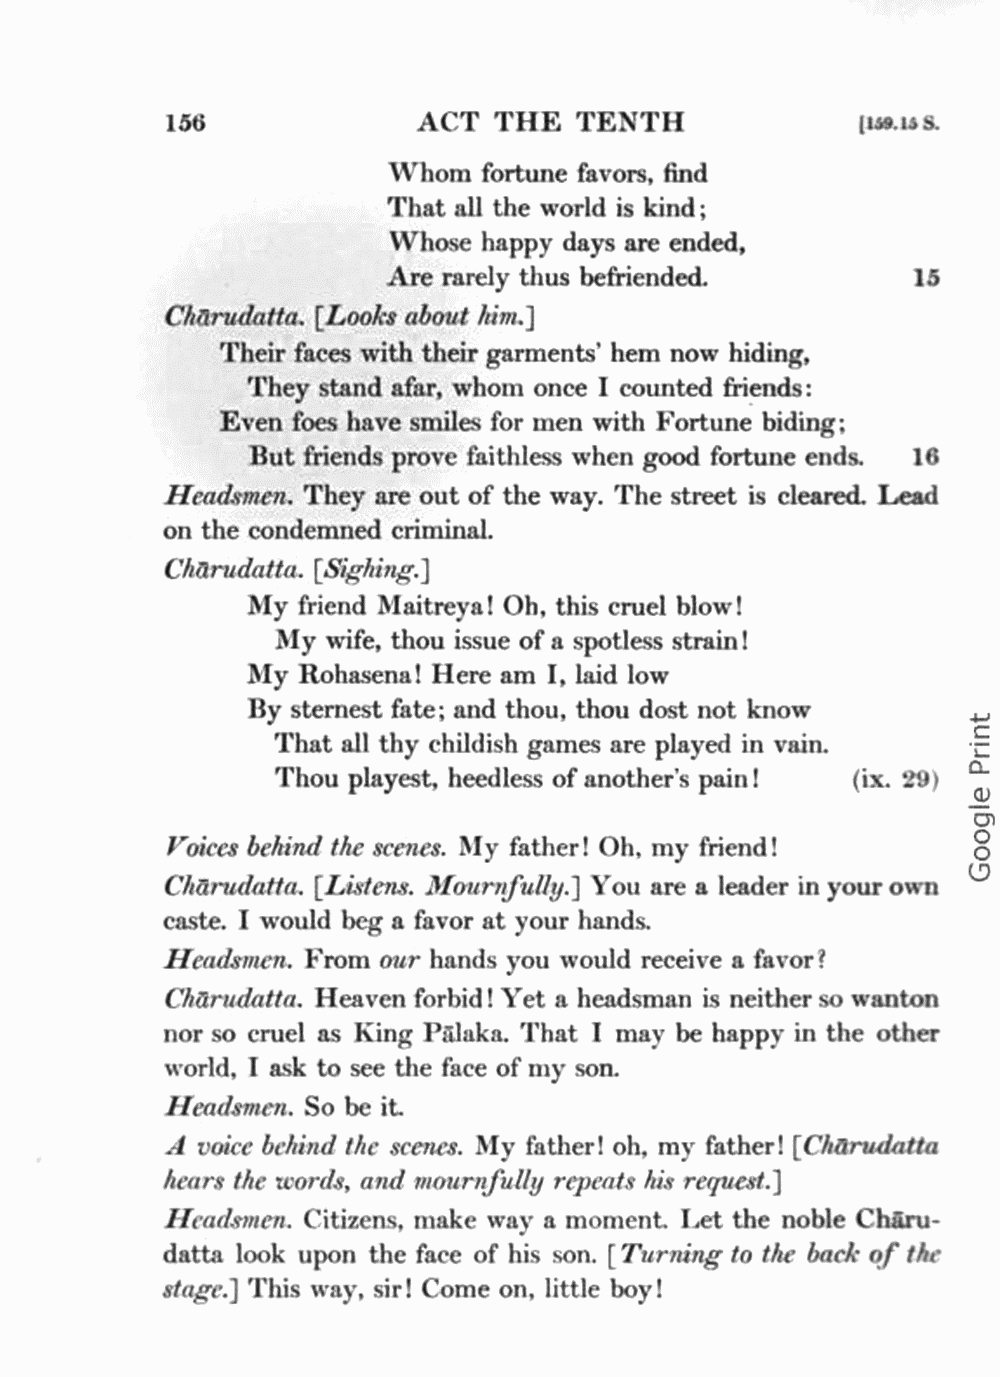 156 ACT THE TENTH [159.15 S.
Whom fortune favors, find
That all the world is kind;
Whose happy days are ended,
Are rarely thus befriended. 15
Chārudatta. [Looks about him.]
Their faces with their garments' hem now hiding,
They stand afar, whom once I counted friends:
Even foes have smiles for men with Fortune biding;
But friends prove faithless when good fortune ends. 16
Headsmen. They are out of the way. The street is cleared. Lead
on the condemned criminal.
Chārudatta. [Sighing.]
My friend Maitreya! Oh, this cruel blow!
My wife, thou issue of a spotless strain!
My Rohasena! Here am I, laid low
By sternest fate; and thou, thou dost not know
That all thy childish games are played in vain.
Thou playest, heedless of another's pain! (ix. 29)
Voices behind the scenes. My father! Oh, my friend!
Chārudatta. [Listens. Mournfully.] You are a leader in your own
caste. I would beg a favor at your hands.
Headsmen. From our hands you would receive a favor?
Chārudatta. Heaven forbid! Yet a headsman is neither so wanton
nor so cruel as King Pālaka. That I may be happy in the other
world, I ask to see the face of my son.
Headsmen. So be it.
A voice behind the scenes. My father! oh, my father! [Chārudatta
hears the words, and mournfully repeats his request.]
Headsmen. Citizens, make way a moment. Let the noble Chāru-
datta look upon the face of his son. [Turning to the back of the
stage.] This way, sir! Come on, little boy!
Google Print